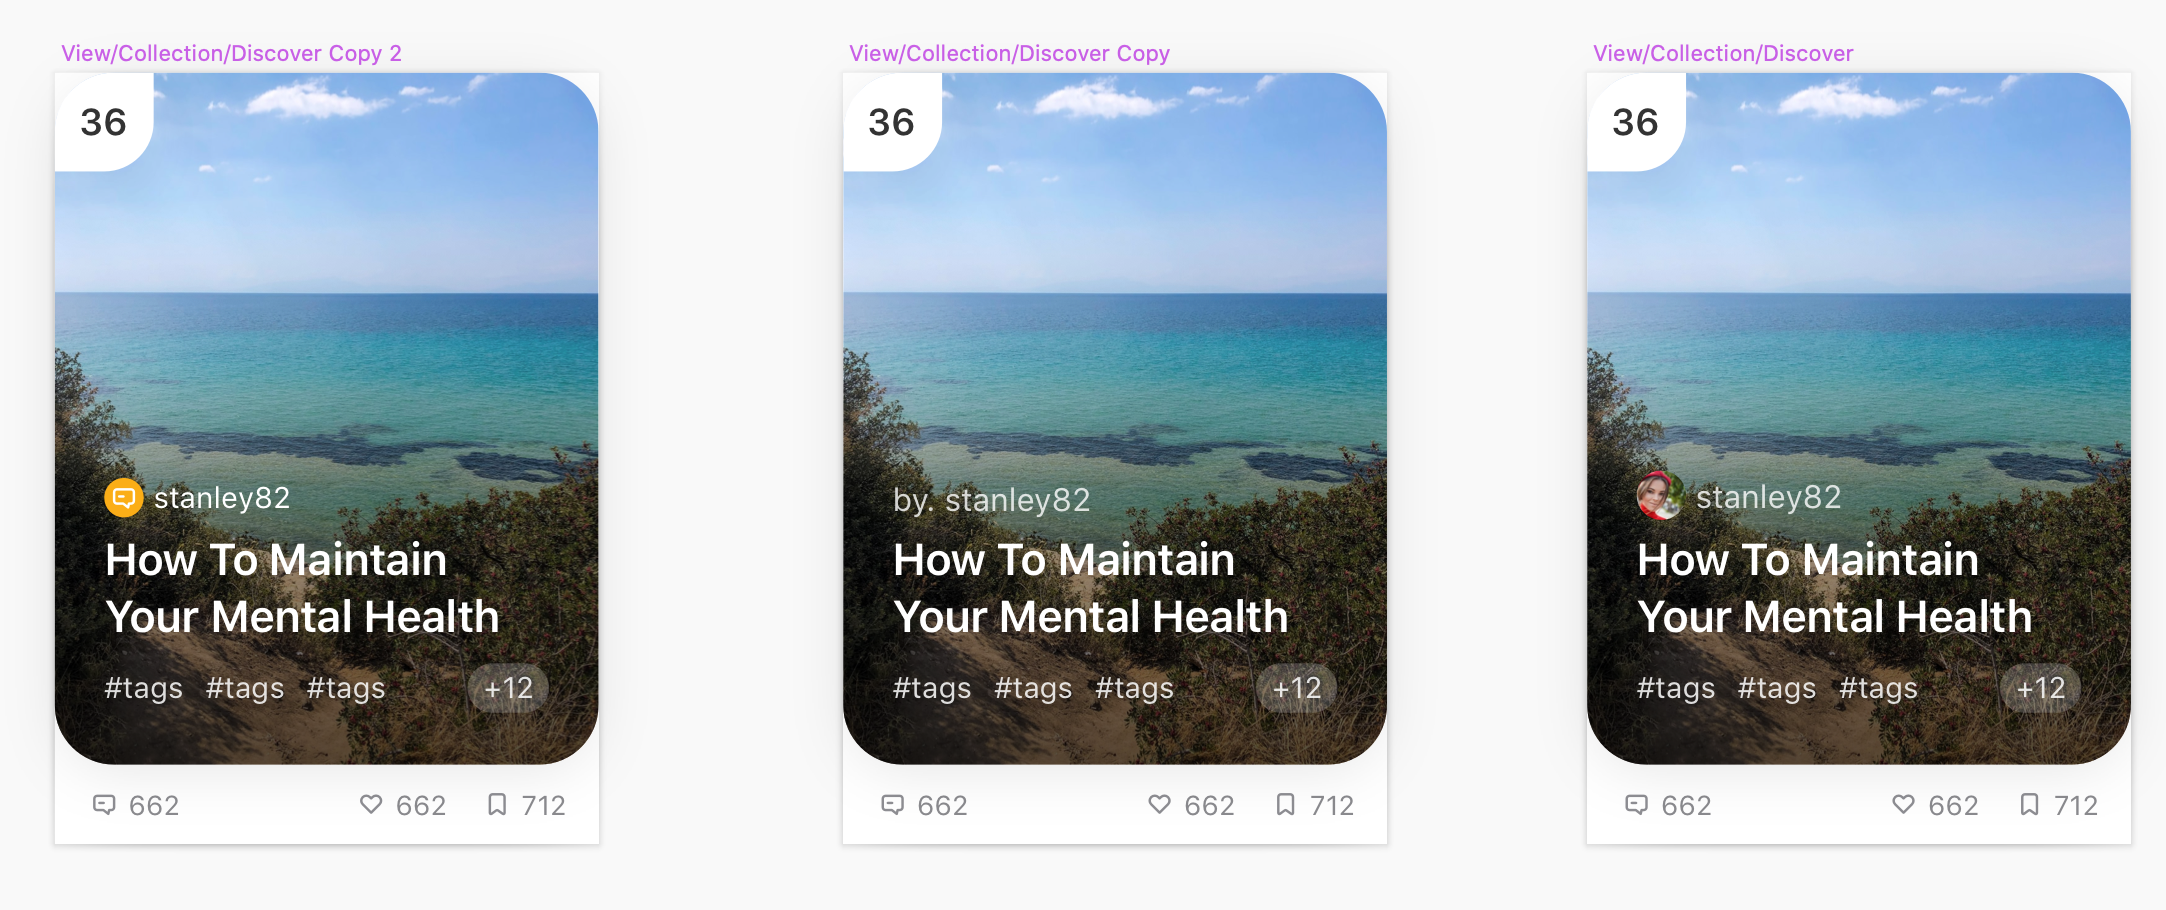 View/Collection/Discover Copy 2
36
stanley82
How To Maintain
Your Mental Health
#tags #tags #tags +12
662 662 712
View/Collection/Discover Copy
36
by. stanley82
How To Maintain
Your Mental Health
#tags #tags #tags +12
662 662 712
View/Collection/Discover
36
stanley82
How To Maintain
Your Mental Health
#tags #tags #tags +12
662 662 712